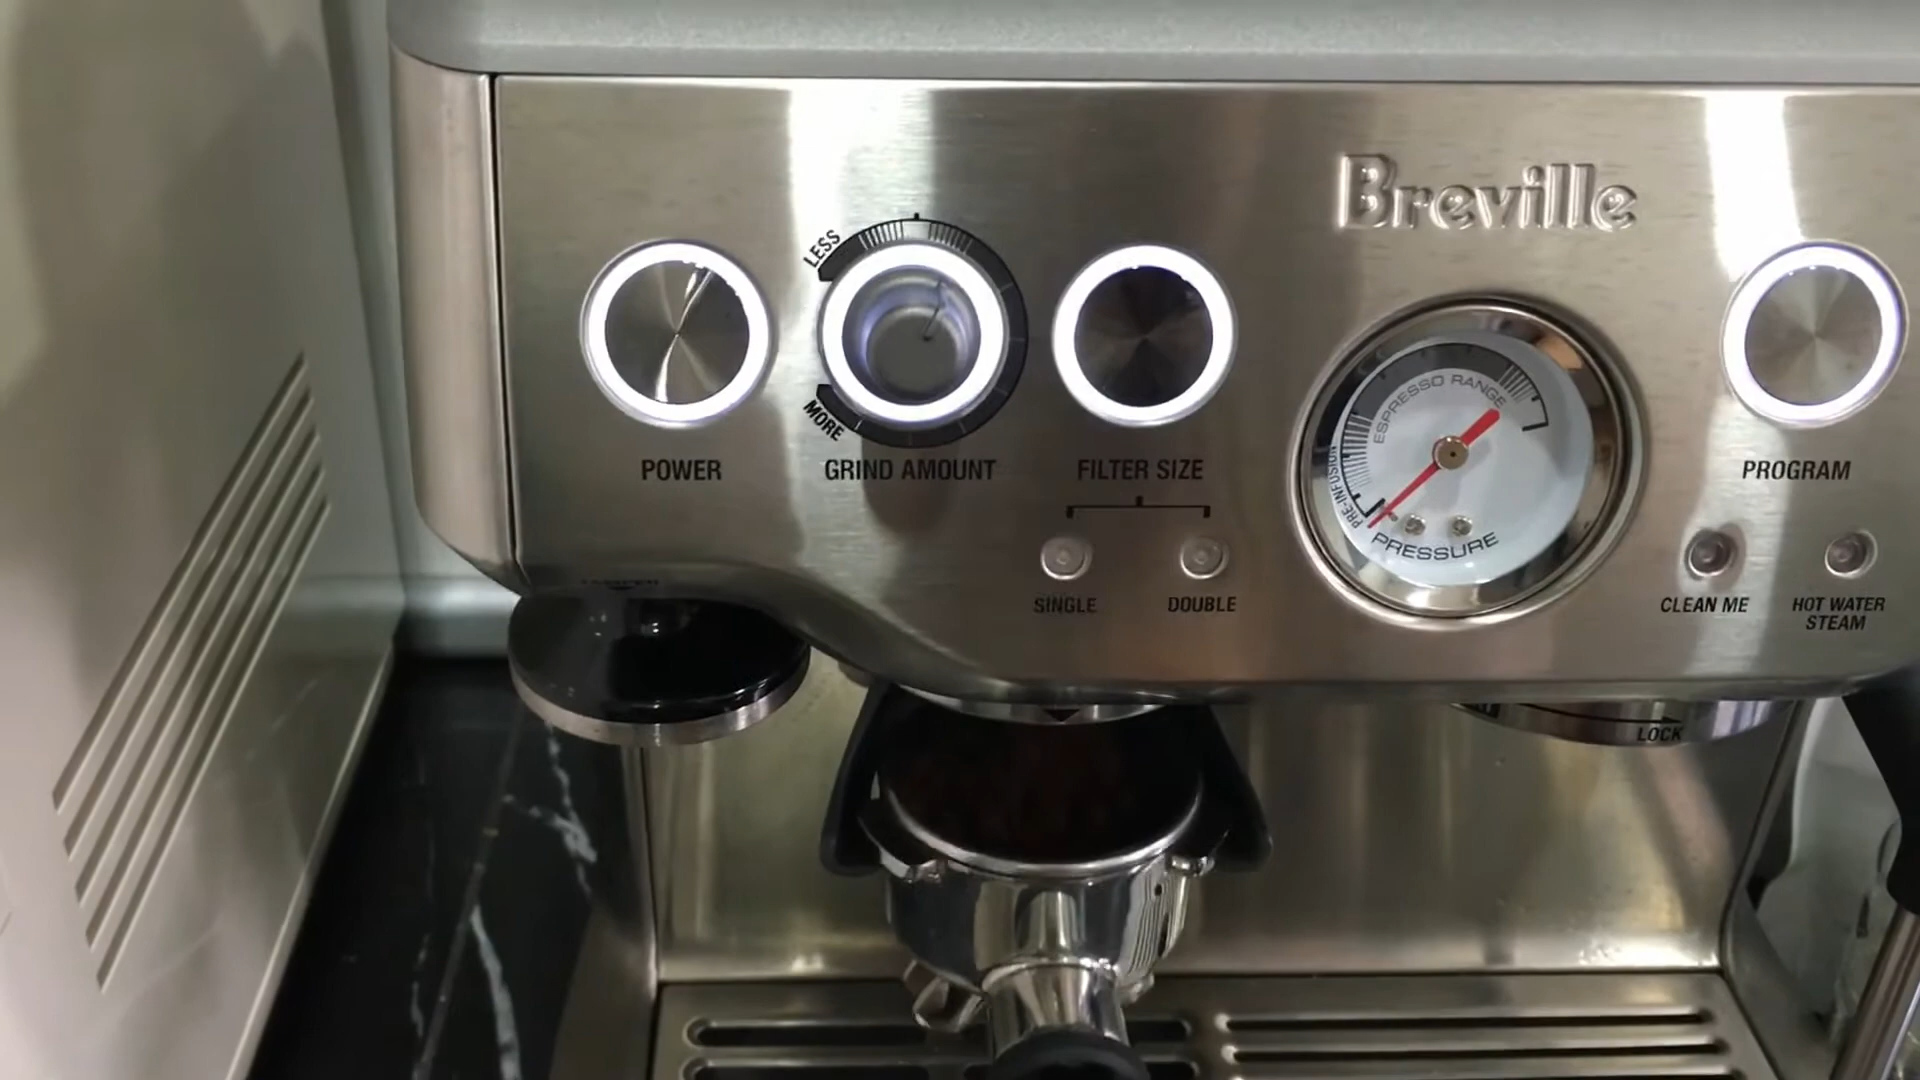 Breville
LESS
MORE
POWER
GRIND AMOUNT
FILTER SIZE
PROGRAM
ESPRESSO RANGE
PRE-INFUSION
PRESSURE
SINGLE
DOUBLE
CLEAN ME
HOT WATER
STEAM
TAMPER
LOCK